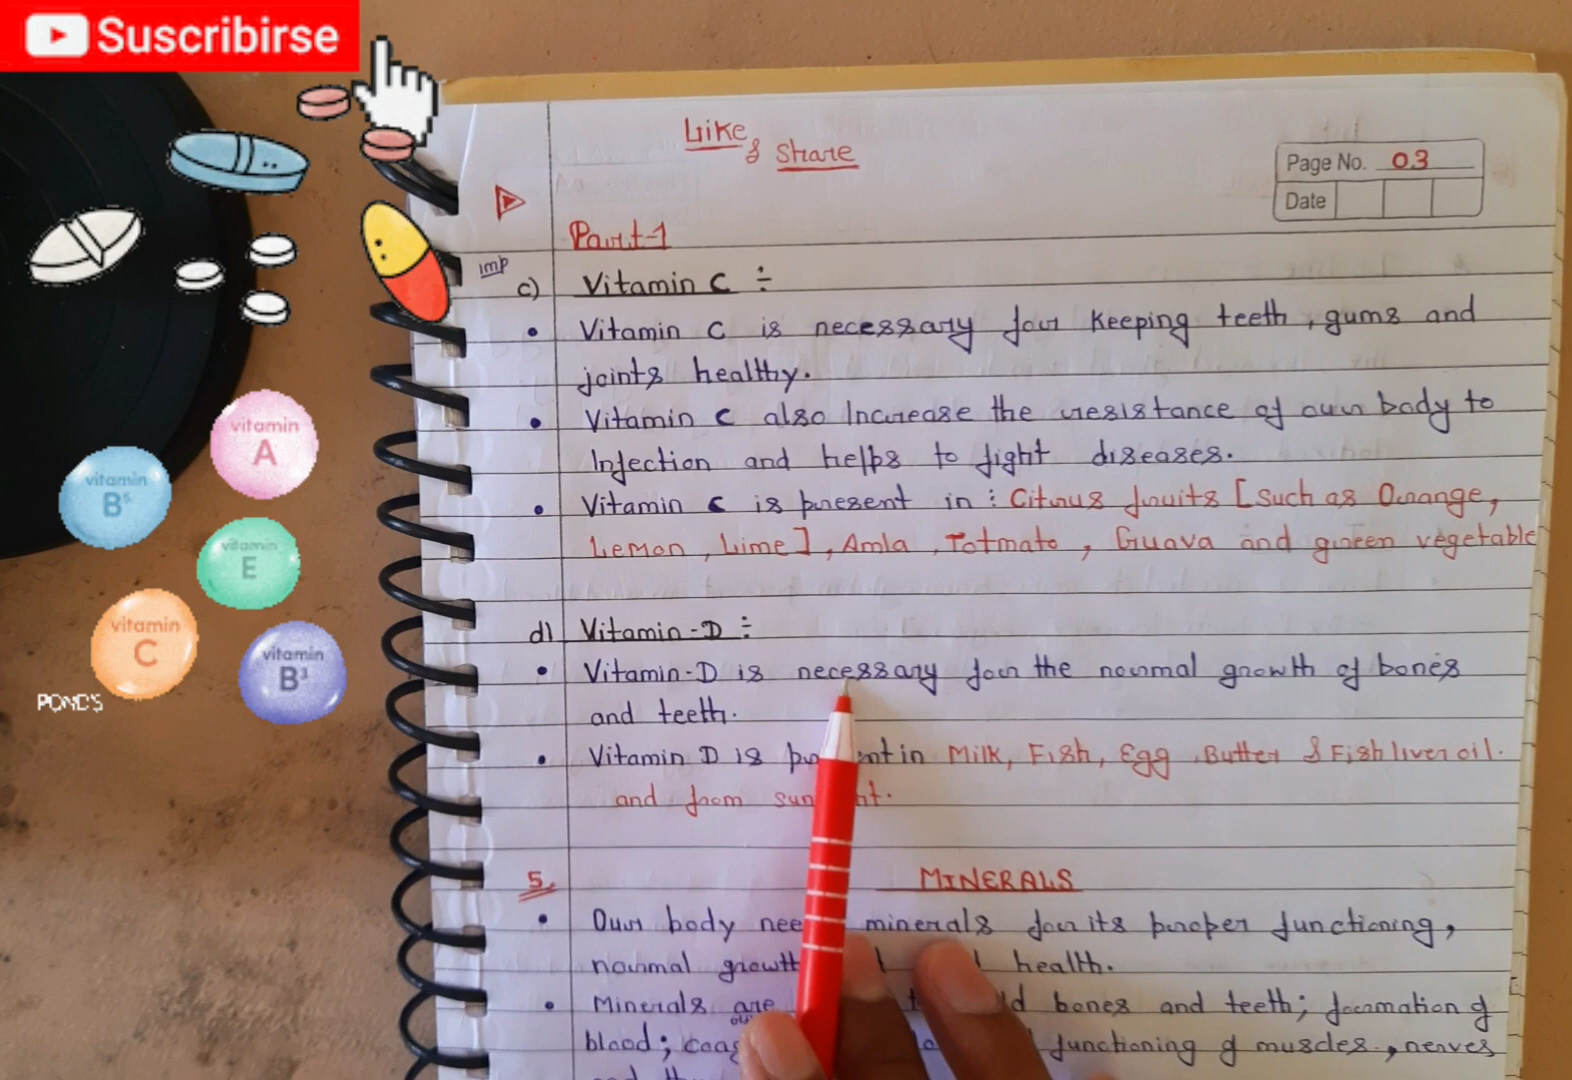 Suscribirse
Like
& Share
Page No. 03
Date
Part-1
imp
c) Vitamin C ÷
• Vitamin C is necessary for keeping teeth, gums and
joints healthy.
• Vitamin C also Increase the resistance of our body to
Infection and helps to fight diseases.
• Vitamin C is present in : Citrus fruits [such as Orange,
Lemon, Lime], Amla, Totmato, Guava and green vegetable
d) Vitamin-D ÷
• Vitamin-D is necessary for the normal growth of bones
and teeth.
• Vitamin D is in Milk, Fish, Egg, Butter & Fish liver oil.
and from
5. MINERALS
• Our body minerals for its proper functioning,
normal health.
• Minerals are bones and teeth; formation of
blood; functioning of muscles, nerves
vitamin
A
vitamin
B⁶
vitamin
E
vitamin
C
vitamin
B³
POND'S